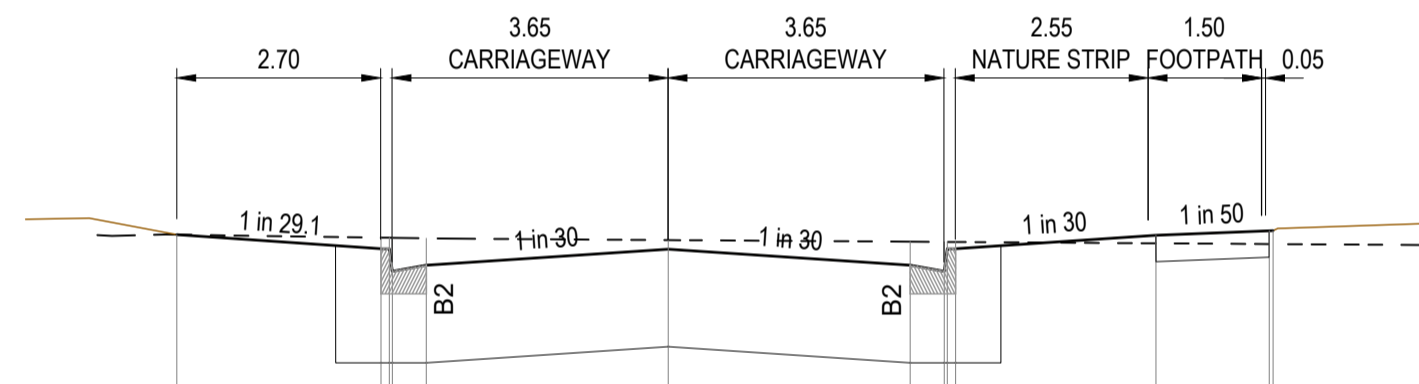 2.70
3.65
CARRIAGEWAY
3.65
CARRIAGEWAY
2.55
NATURE STRIP
1.50
FOOTPATH
0.05
1 in 29.1
1 in 30
1 in 30
1 in 30
1 in 50
B2
B2